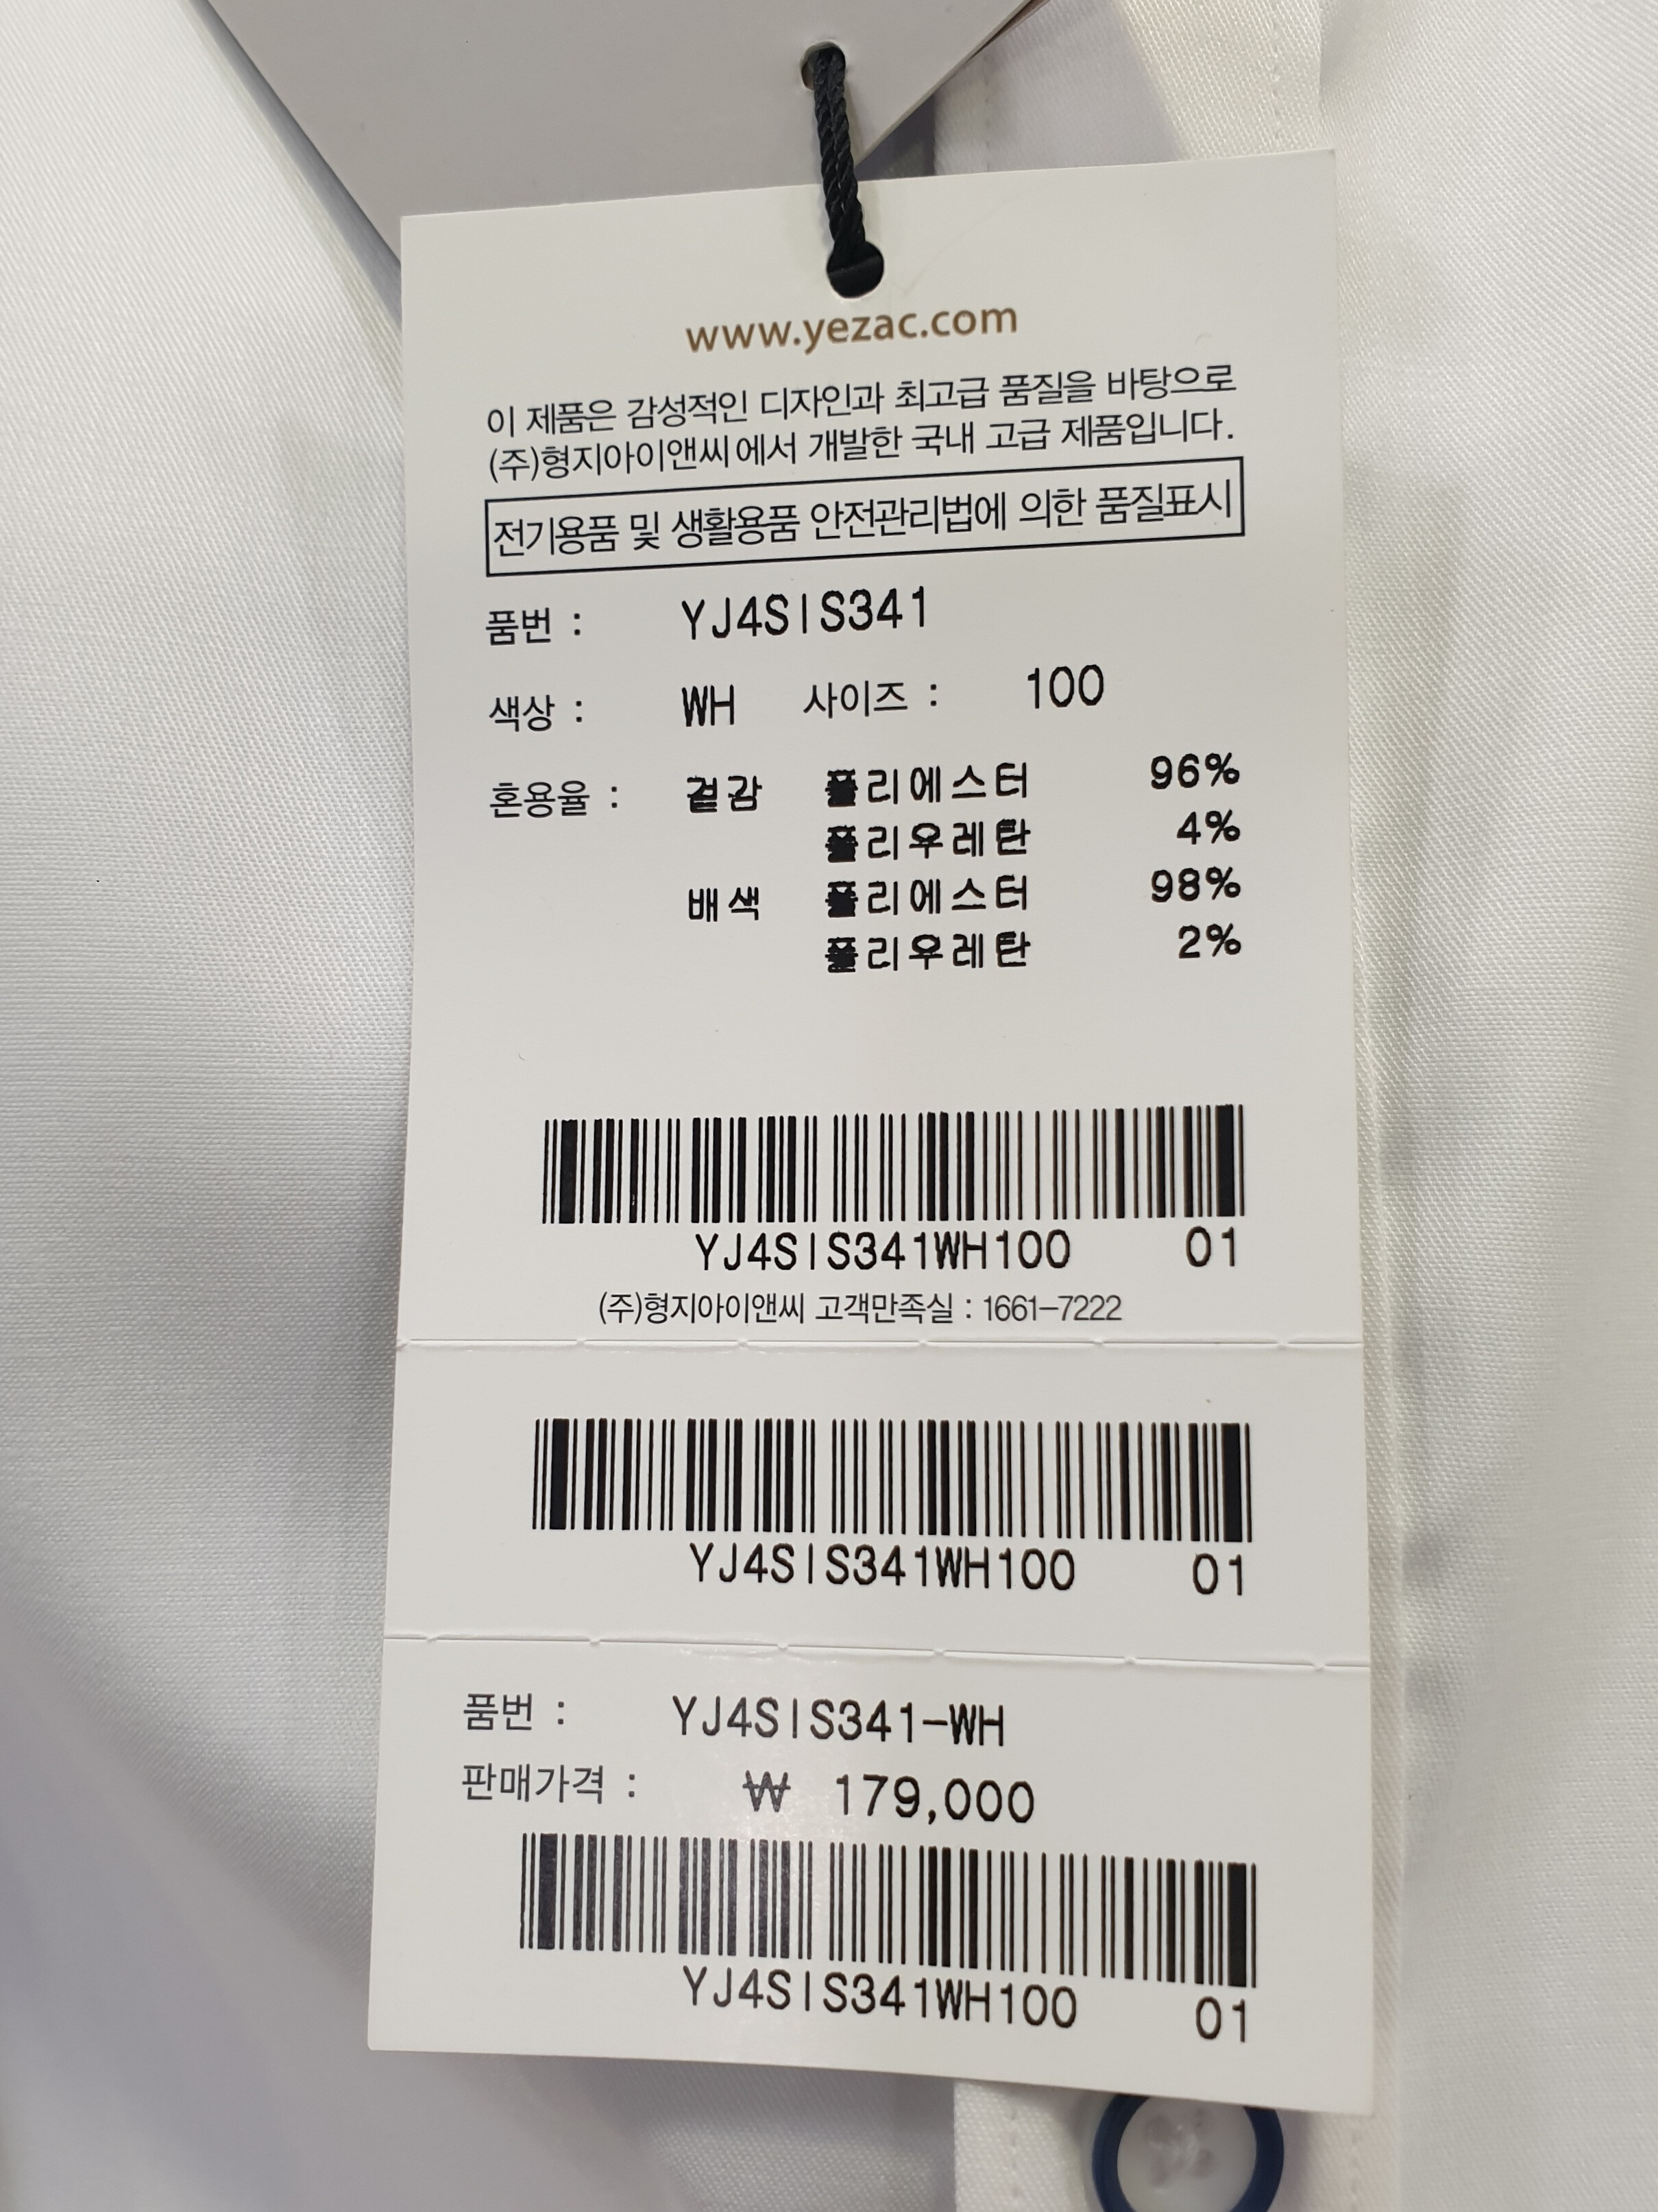 www.yezac.com
이 제품은 감성적인 디자인과 최고급 품질을 바탕으로
(주)형지아이앤씨에서 개발한 국내 고급 제품입니다.
전기용품 및 생활용품 안전관리법에 의한 품질표시
품번 : YJ4SIS341
색상 : WH 사이즈 : 100
혼용율 : 겉감 폴리에스터 96%
폴리우레탄 4%
배색 폴리에스터 98%
폴리우레탄 2%
YJ4SIS341WH100 01
(주)형지아이앤씨 고객만족실 : 1661-7222
YJ4SIS341WH100 01
품번 : YJ4SIS341-WH
판매가격 : ₩ 179,000
YJ4SIS341WH100 01